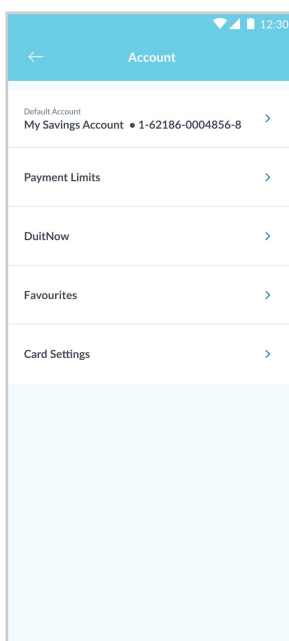 12:30
Account
Default Account
My Savings Account • 1-62186-0004856-8
Payment Limits
DuitNow
Favourites
Card Settings